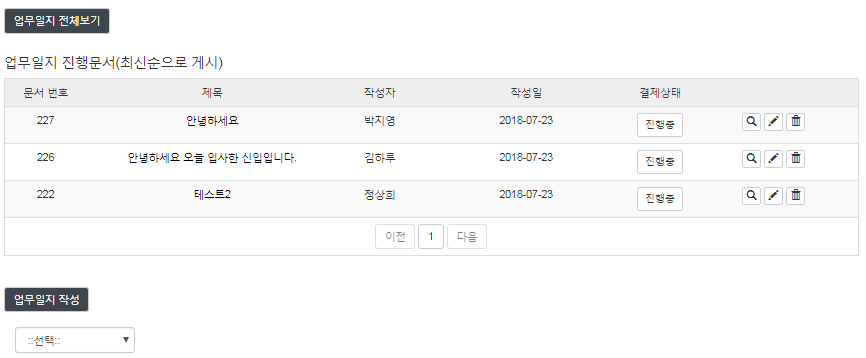 업무일지 전체보기
업무일지 진행문서(최신순으로 게시)
문서 번호 제목 작성자 작성일 결제상태
227 안녕하세요 박지영 2018-07-23 진행중
226 안녕하세요 오늘 입사한 신입입니다. 김하루 2018-07-23 진행중
222 테스트2 정상희 2018-07-23 진행중
이전 1 다음
업무일지 작성
::선택::